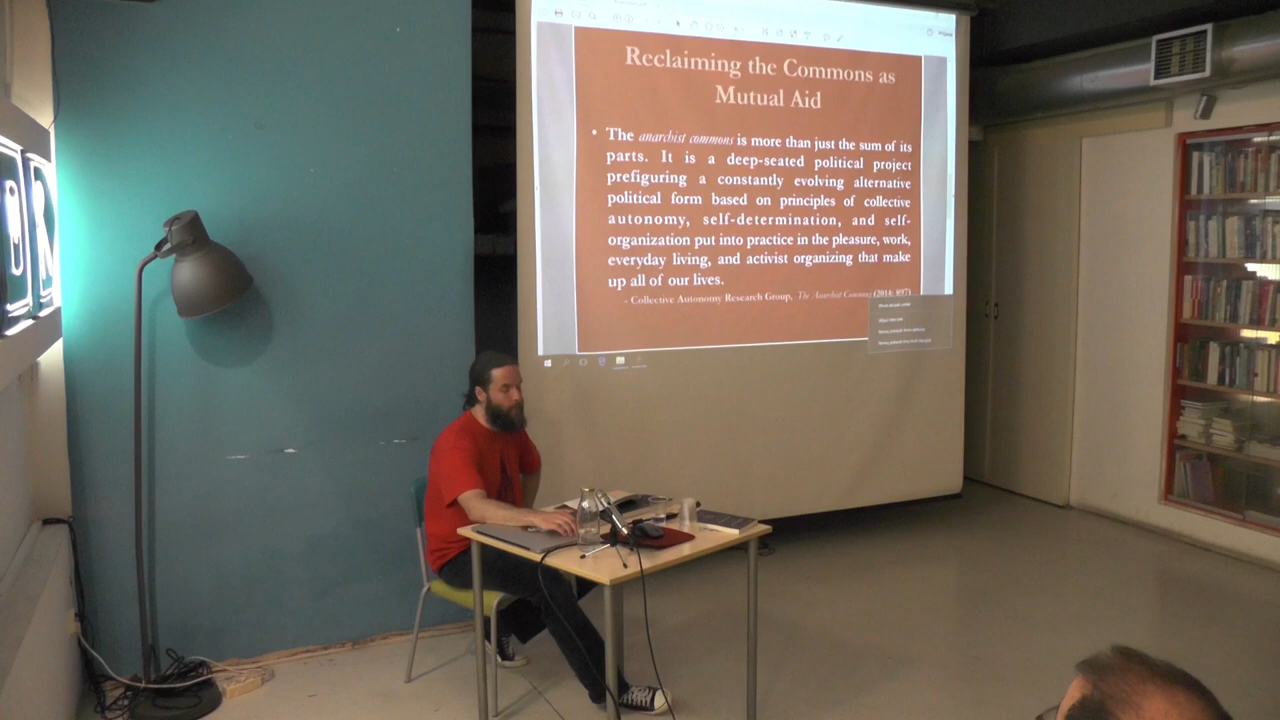 Reclaiming the Commons as
Mutual Aid
• The anarchist commons is more than just the sum of its
parts. It is a deep-seated political project
prefiguring a constantly evolving alternative
political form based on principles of collective
autonomy, self-determination, and self-
organization put into practice in the pleasure, work,
everyday living, and activist organizing that make
up all of our lives.
- Collective Autonomy Research Group, The Anarchist Commons (2014: 897)